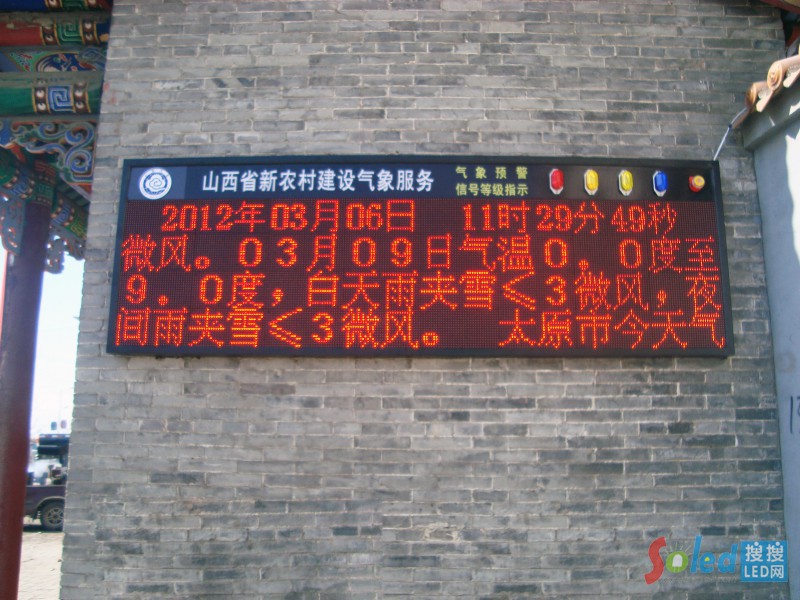 山西省新农村建设气象服务
气象预警
信号等级指示
2012年03月06日 11时29分49秒
微风。03月09日气温0.0度至
9.0度，白天雨夹雪≤3微风，夜
间雨夹雪≤3微风。 太原市今天气
Soled 搜搜
LED网